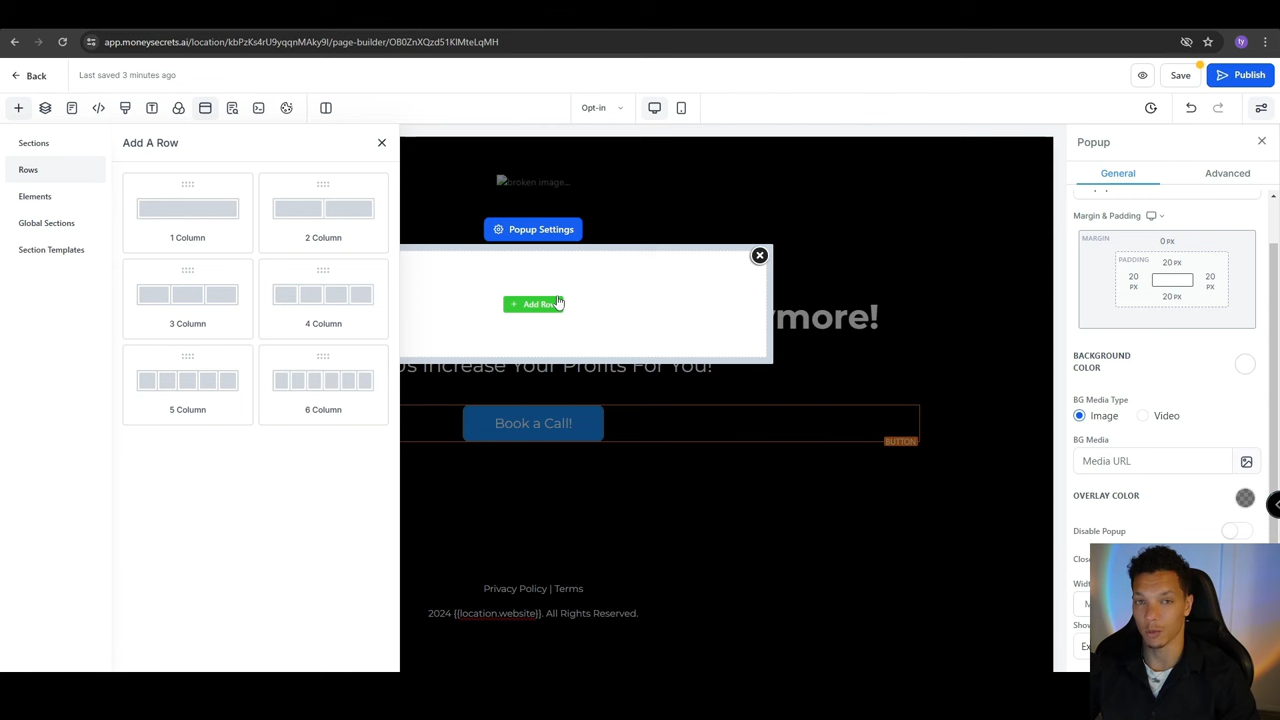 app.moneysecrets.ai/location/kbPzKs4rU9yqqnMAky9l/page-builder/OB0ZnXQzd51KIMteLqMH
ty
Back
Last saved 3 minutes ago
Save
Publish
Opt-in
Sections
Rows
Elements
Global Sections
Section Templates
Add A Row
1 Column
2 Column
3 Column
4 Column
5 Column
6 Column
broken image...
Popup Settings
+ Add Row
ymore!
Increase Your Profits For You!
Book a Call!
BUTTON
Privacy Policy | Terms
2024 {{location.website}}. All Rights Reserved.
Popup
General
Advanced
Margin & Padding
MARGIN
0 PX
PADDING
20 PX
20 PX
20 PX
20 PX
BACKGROUND COLOR
BG Media Type
Image
Video
BG Media
Media URL
OVERLAY COLOR
Disable Popup